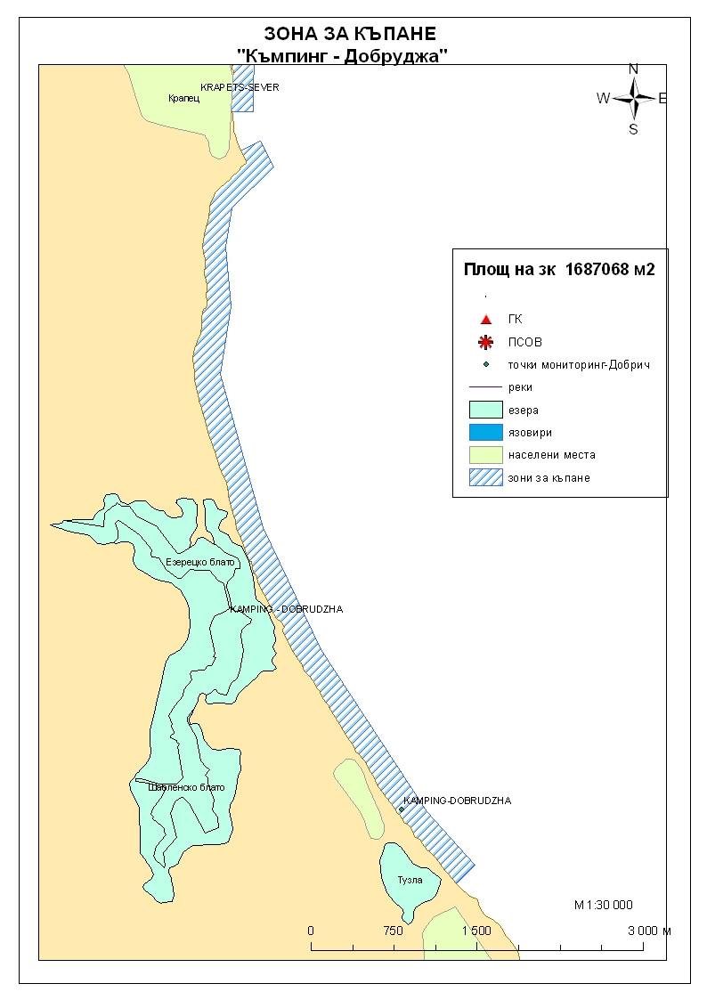 ЗОНА ЗА КЪПАНЕ
"Къмпинг - Добруджа"
N
W E
S
KRAPETS-SEVER
Крапец
Площ на зк 1687068 м2
ГК
ПСОВ
точки мониторинг-Добрич
реки
езера
язовири
населени места
зони за къпане
Езерецко блато
KAMPING - DOBRUDZHA
Шабленско блато
KAMPING-DOBRUDZHA
Тузла
М 1:30 000
0 750 1 500 3 000 м